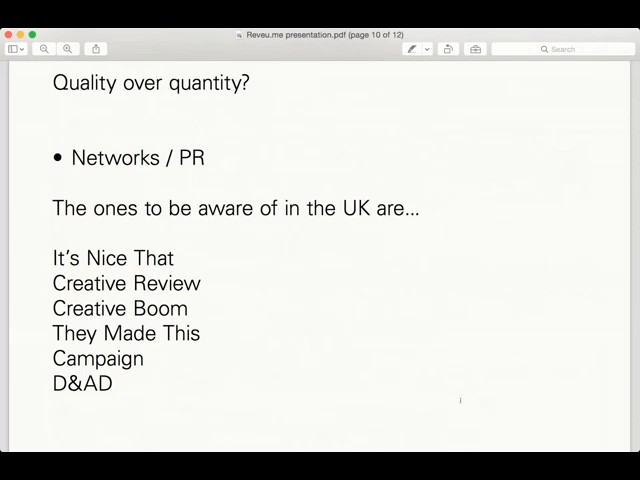 Reveu.me presentation.pdf (page 10 of 12)
Search
Quality over quantity?
• Networks / PR
The ones to be aware of in the UK are...
It's Nice That
Creative Review
Creative Boom
They Made This
Campaign
D&AD